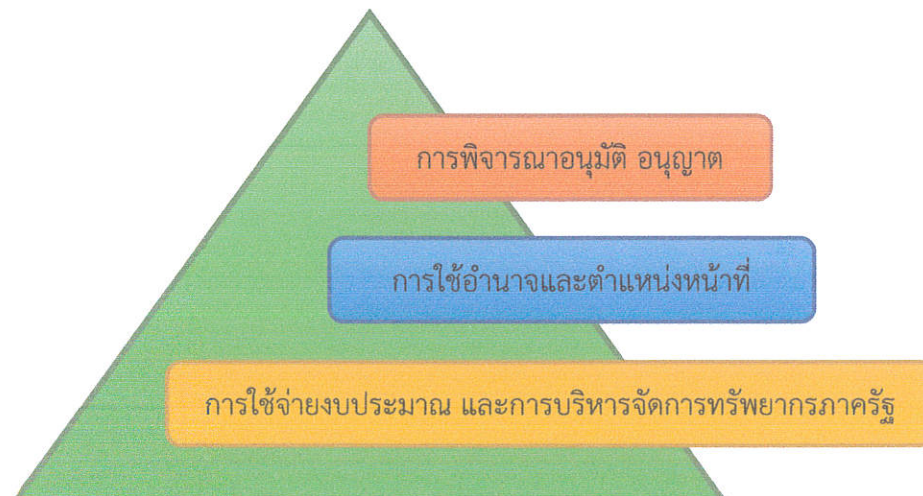 การพิจารณาอนุมัติ อนุญาต
การใช้อำนาจและตำแหน่งหน้าที่
การใช้จ่ายงบประมาณ และการบริหารจัดการทรัพยากรภาครัฐ